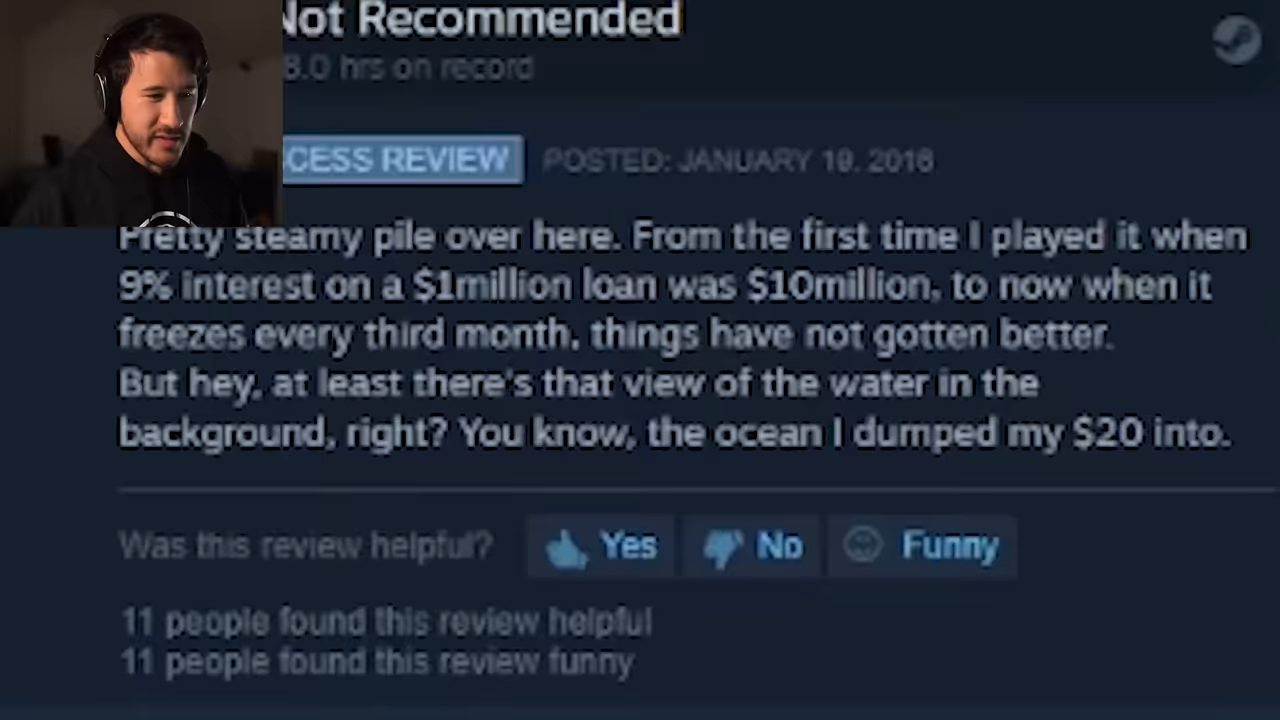 Not Recommended
8.0 hrs on record
CESS REVIEW
POSTED: JANUARY 19, 2016
Pretty steamy pile over here. From the first time I played it when
9% interest on a $1million loan was $10million, to now when it
freezes every third month, things have not gotten better.
But hey, at least there's that view of the water in the
background, right? You know, the ocean I dumped my $20 into.
Was this review helpful?
Yes
No
Funny
11 people found this review helpful
11 people found this review funny